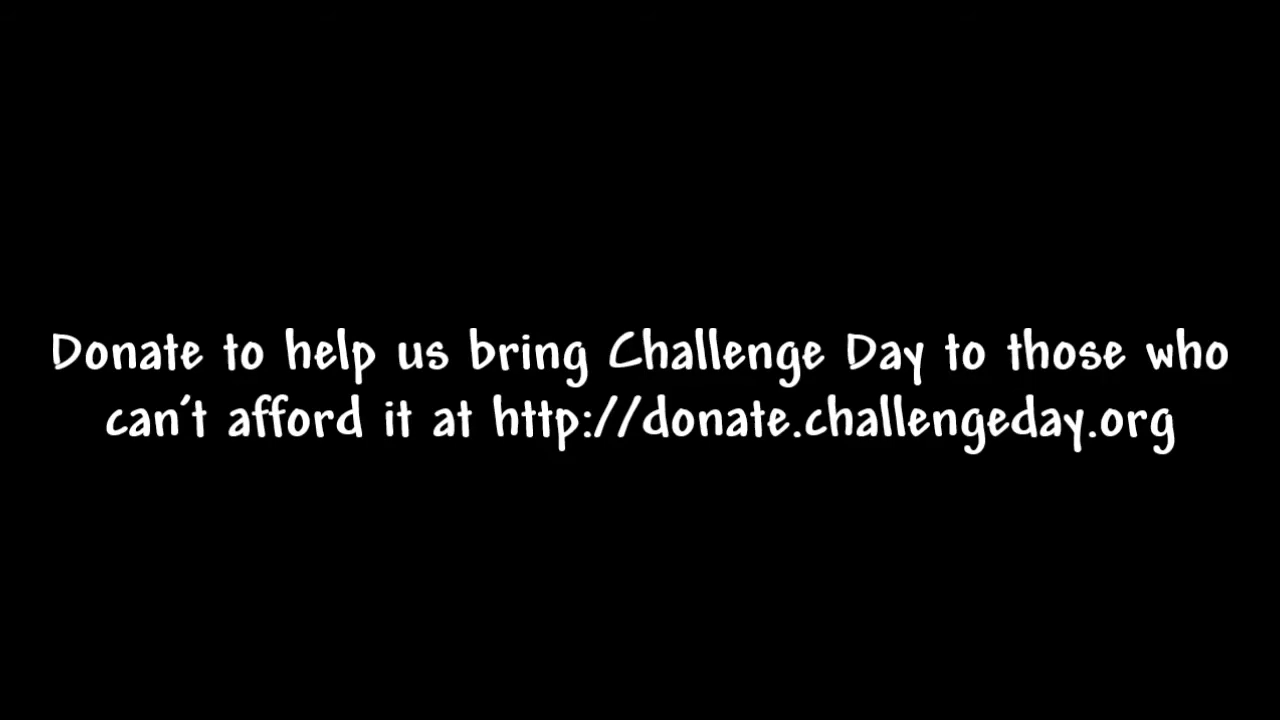 Donate to help us bring Challenge Day to those who
can't afford it at http://donate.challengeday.org